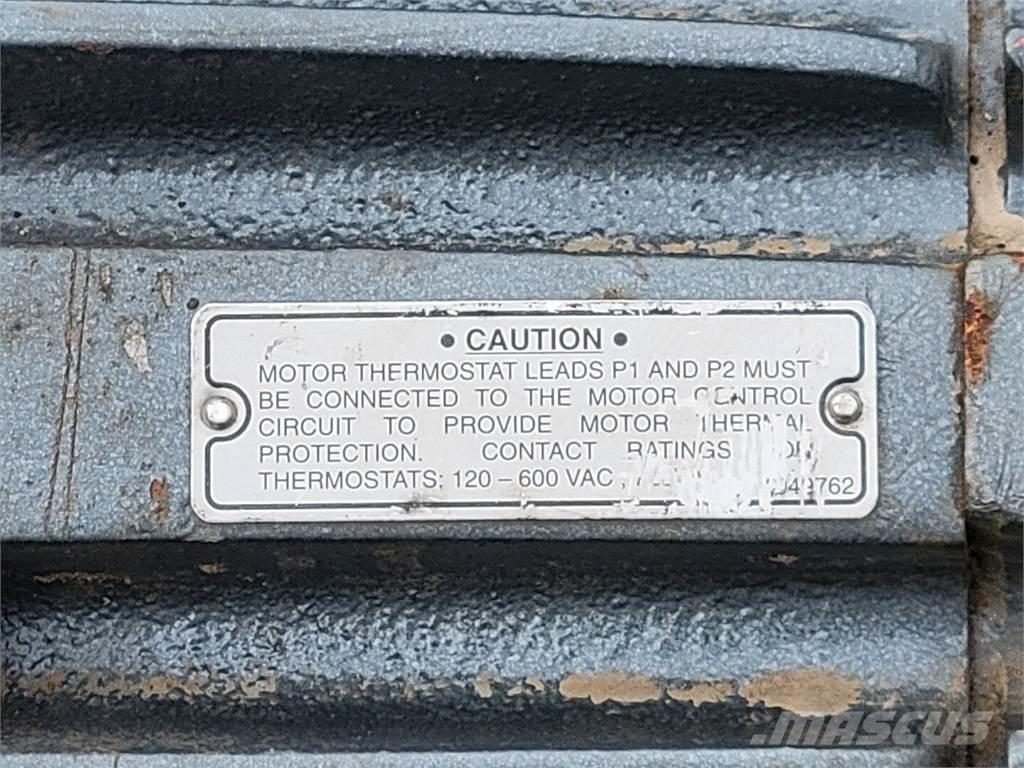 • CAUTION •
MOTOR THERMOSTAT LEADS P1 AND P2 MUST
BE CONNECTED TO THE MOTOR CONTROL
CIRCUIT TO PROVIDE MOTOR THERMAL
PROTECTION. CONTACT RATINGS
THERMOSTATS; 120 – 600 VAC ,
MASCUS